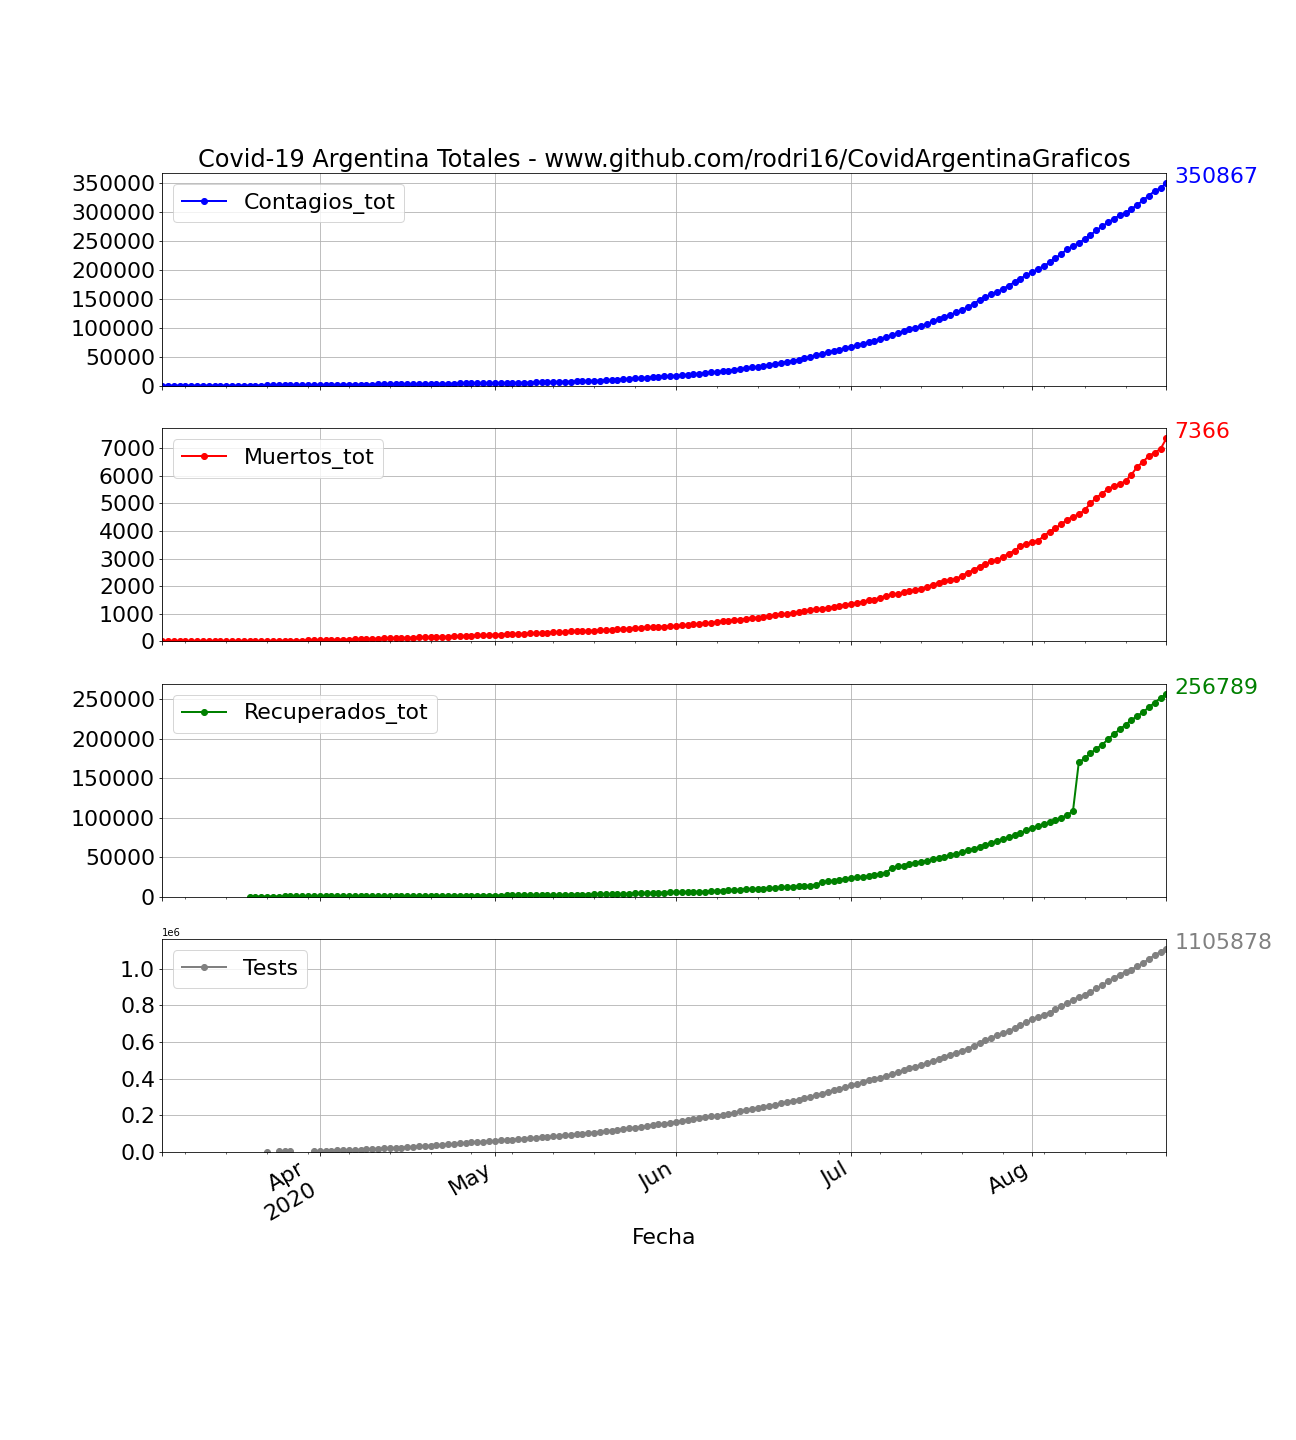 Covid-19 Argentina Totales - www.github.com/rodri16/CovidArgentinaGraficos
350867
350000
300000
250000
200000
150000
100000
50000
0
Contagios_tot
7366
7000
6000
5000
4000
3000
2000
1000
0
Muertos_tot
256789
250000
200000
150000
100000
50000
0
Recuperados_tot
1e6
1105878
1.0
0.8
0.6
0.4
0.2
0.0
Tests
Apr
2020
May
Jun
Jul
Aug
Fecha